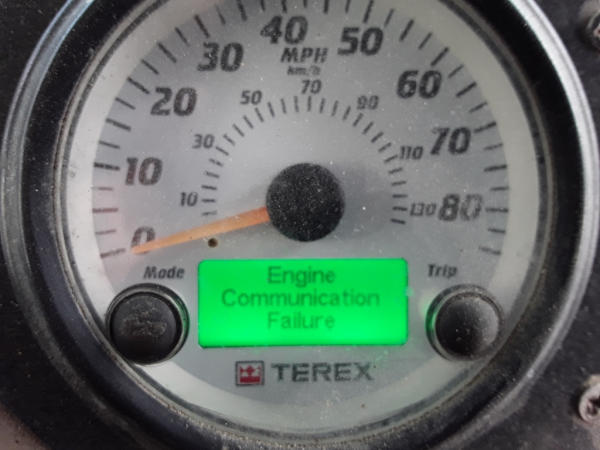 40
30
50
MPH
km/h
20
60
50
70
90
30
110
70
10
10
130
80
0
Mode
Trip
Engine
Communication
Failure
TEREX